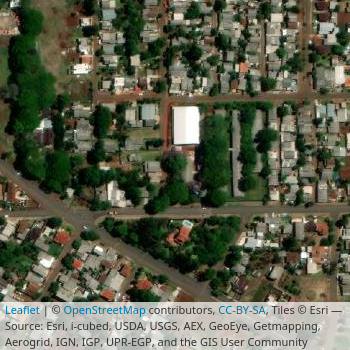 Leaflet | © OpenStreetMap contributors, CC-BY-SA, Tiles © Esri —
Source: Esri, i-cubed, USDA, USGS, AEX, GeoEye, Getmapping,
Aerogrid, IGN, IGP, UPR-EGP, and the GIS User Community